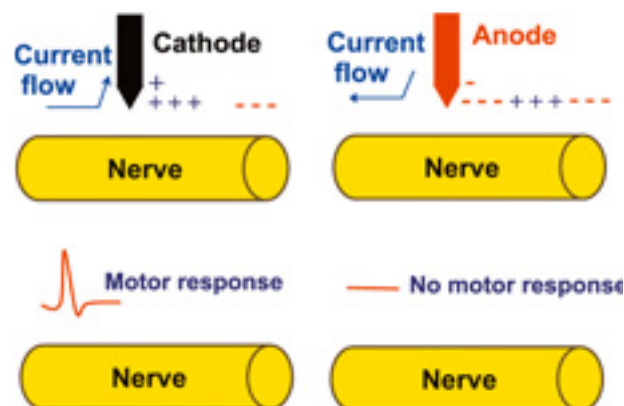 Current flow
Cathode
+
+ + +
- - -
Nerve
Motor response
Nerve
Current flow
Anode
-
- - - - + + + - - - -
Nerve
No motor response
Nerve